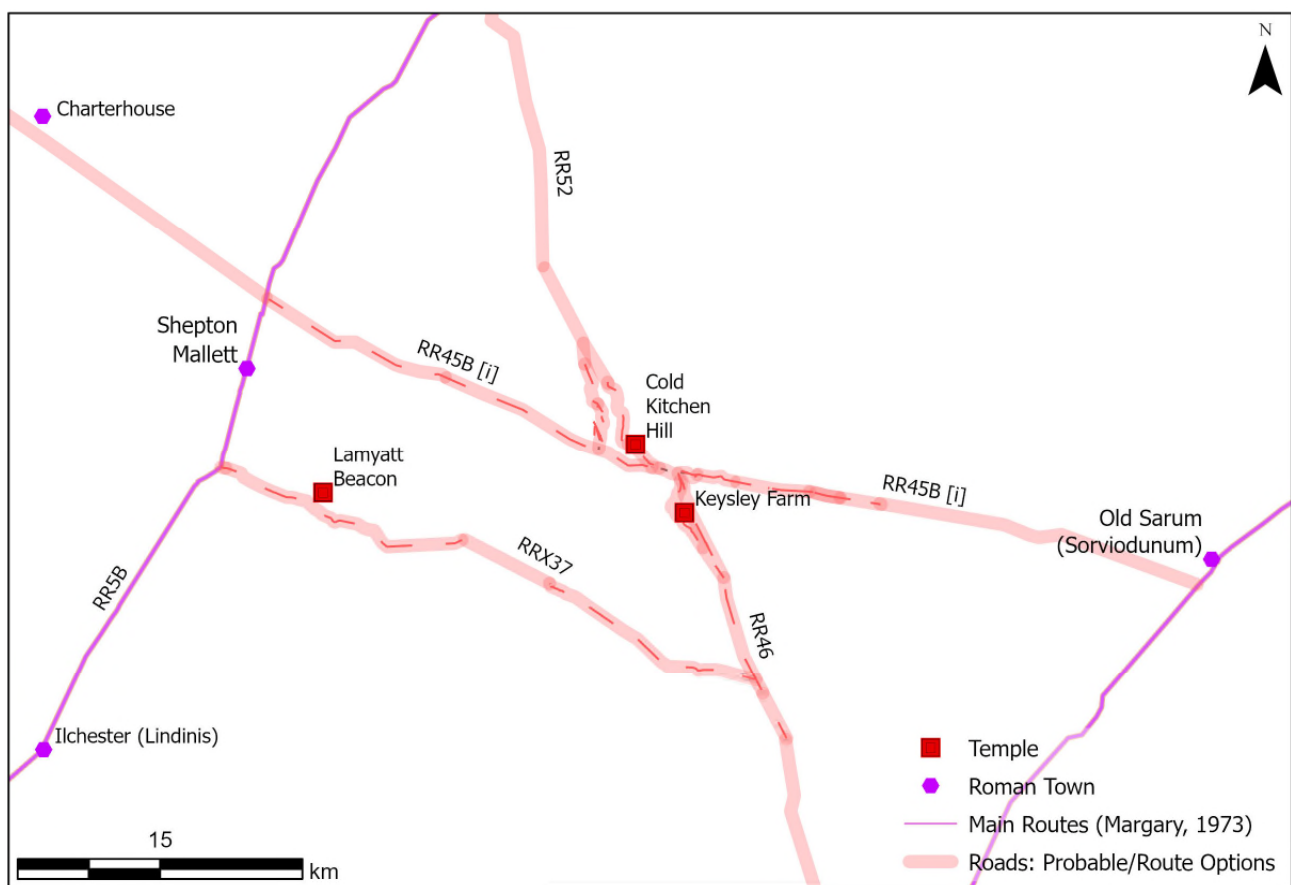 N
Charterhouse
RR52
Shepton
Mallett
RR45B [i]
Cold
Kitchen
Hill
Lamyatt
Beacon
RR45B [i]
Keysley Farm
Old Sarum
(Sorviodunum)
RRX37
RR5B
RR46
Ilchester (Lindinis)
Temple
Roman Town
Main Routes (Margary, 1973)
Roads: Probable/Route Options
15
km